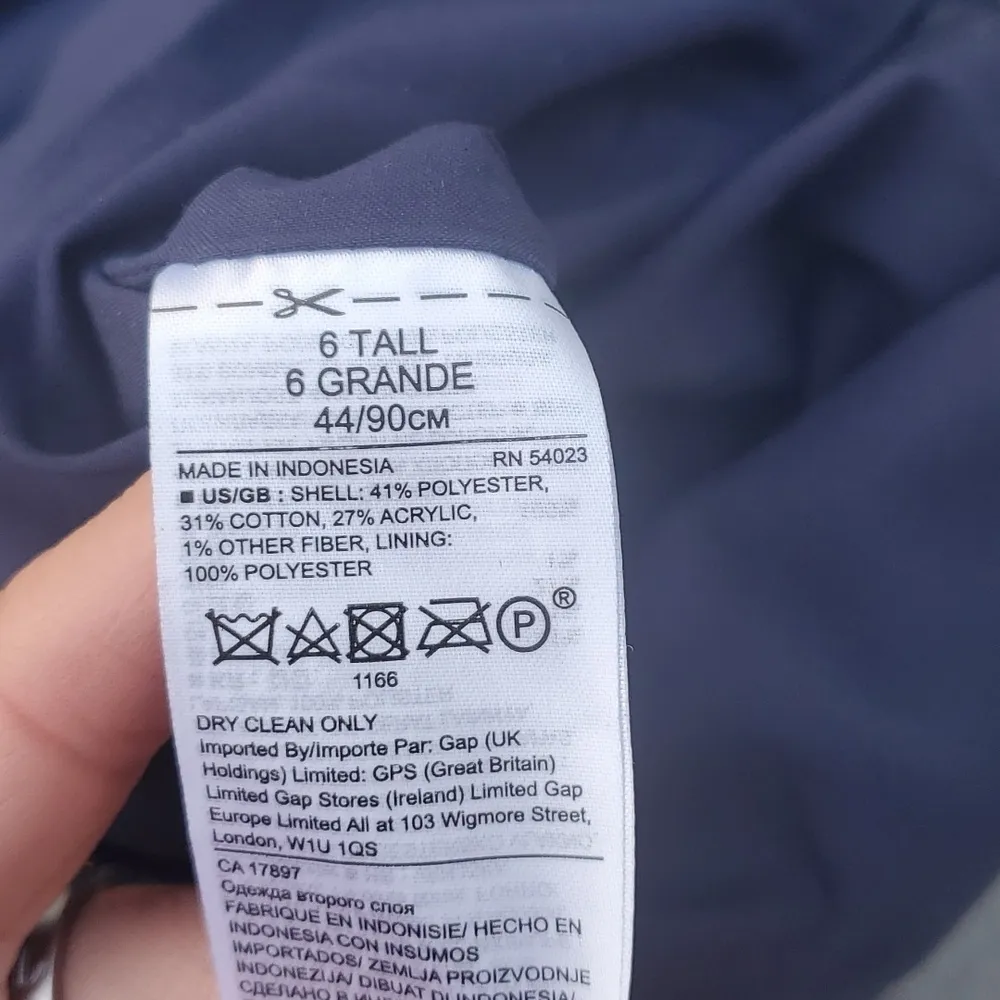 6 TALL
6 GRANDE
44/90CM
MADE IN INDONESIA RN 54023
■ US/GB : SHELL: 41% POLYESTER,
31% COTTON, 27% ACRYLIC,
1% OTHER FIBER, LINING:
100% POLYESTER
P ®
1166
DRY CLEAN ONLY
Imported By/Importe Par: Gap (UK
Holdings) Limited: GPS (Great Britain)
Limited Gap Stores (Ireland) Limited Gap
Europe Limited All at 103 Wigmore Street,
London, W1U 1QS
CA 17897
Одежда второго слоя
FABRIQUE EN INDONISIE/ HECHO EN
INDONESIA CON INSUMOS
IMPORTADOS/ ZEMLJA PROIZVODNJE
INDONEZIJA/ DIBUAT DI INDONESIA/
СДЕЛАНО В